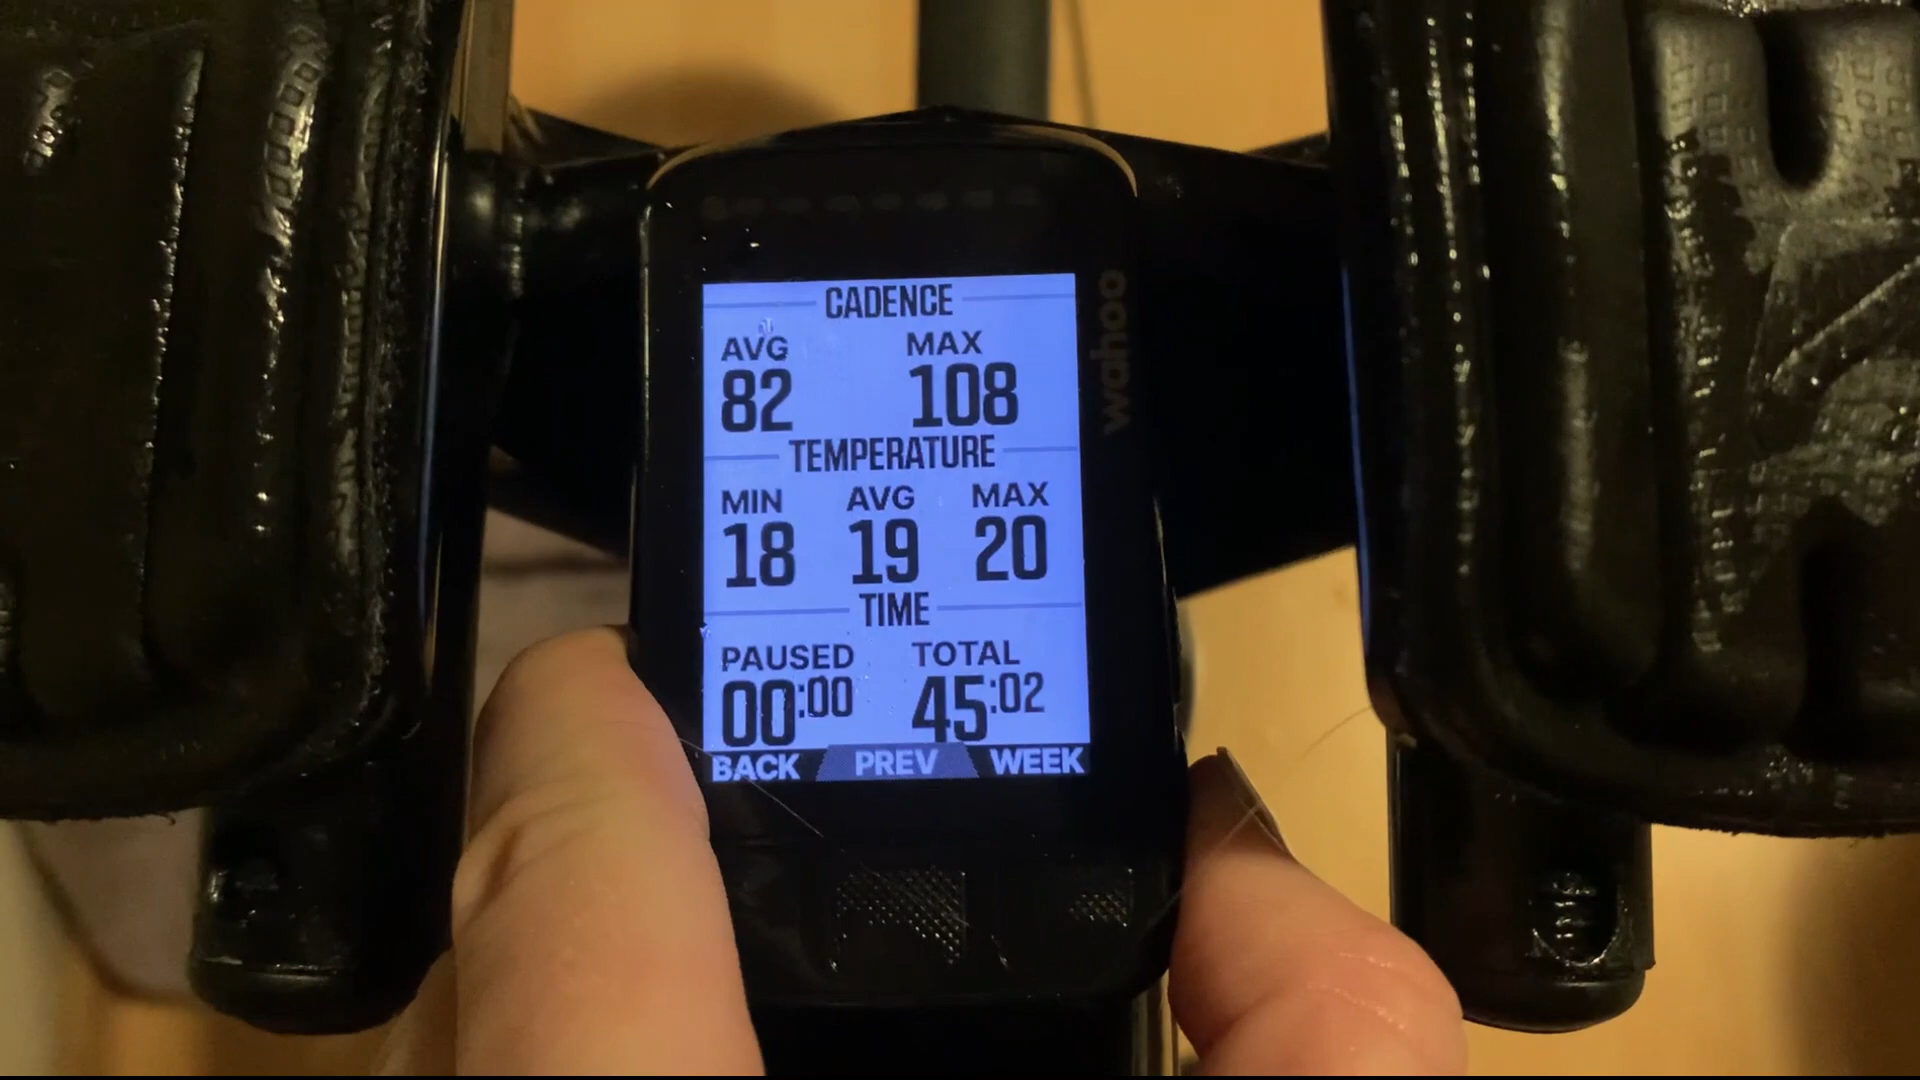 CADENCE
AVG MAX
82 108
TEMPERATURE
MIN AVG MAX
18 19 20
TIME
PAUSED TOTAL
00:00 45:02
BACK PREV WEEK
wahoo